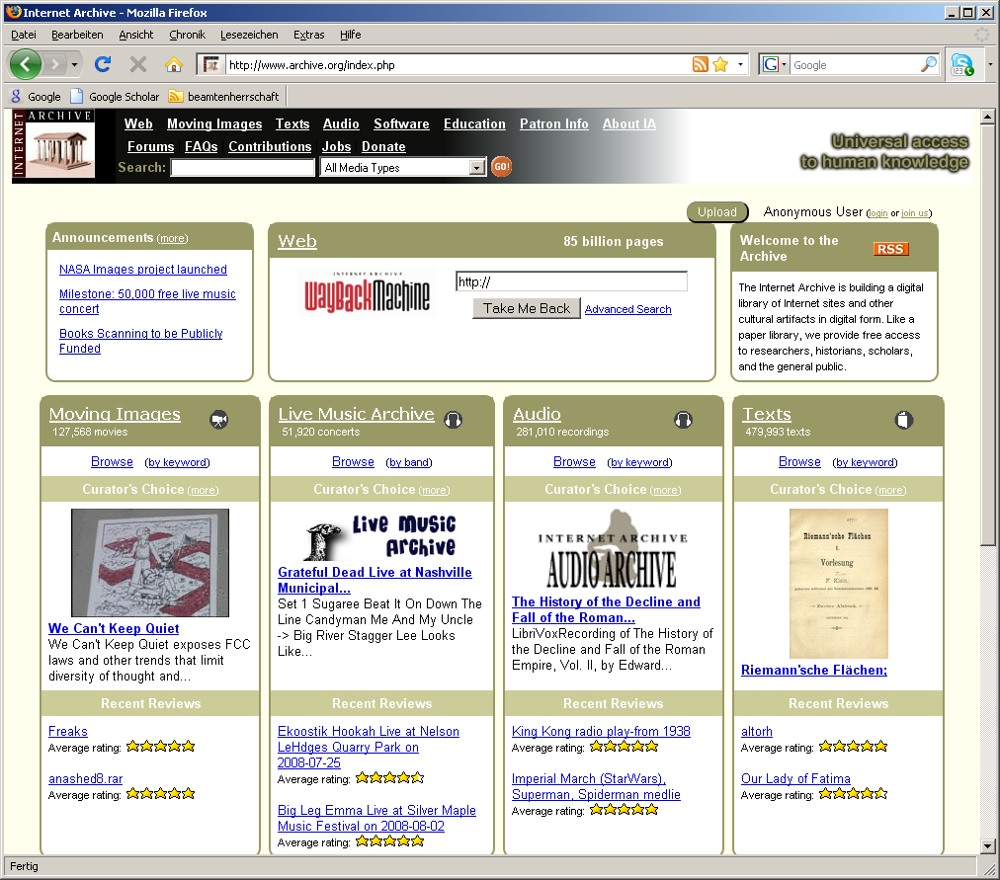 Internet Archive - Mozilla Firefox
Datei Bearbeiten Ansicht Chronik Lesezeichen Extras Hilfe
http://www.archive.org/index.php
Google
Google Google Scholar beamtenherrschaft
INTERNET ARCHIVE
Web Moving Images Texts Audio Software Education Patron Info About IA
Forums FAQs Contributions Jobs Donate
Search: All Media Types GO!
Universal access
to human knowledge
Upload Anonymous User (login or join us)
Announcements (more)
NASA Images project launched
Milestone: 50,000 free live music
concert
Books Scanning to be Publicly
Funded
Web 85 billion pages
INTERNET ARCHIVE
WayBackMachine
http://
Take Me Back Advanced Search
Welcome to the
Archive
RSS
The Internet Archive is building a digital
library of Internet sites and other
cultural artifacts in digital form. Like a
paper library, we provide free access
to researchers, historians, scholars,
and the general public.
Moving Images
127,568 movies
Browse (by keyword)
Curator's Choice (more)
We Can't Keep Quiet
We Can't Keep Quiet exposes FCC
laws and other trends that limit
diversity of thought and...
Recent Reviews
Freaks
Average rating:
anashed8.rar
Average rating:
Live Music Archive
51,920 concerts
Browse (by band)
Curator's Choice (more)
Live Music
Archive
Grateful Dead Live at Nashville
Municipal...
Set 1 Sugaree Beat It On Down The
Line Candyman Me And My Uncle
-> Big River Stagger Lee Looks
Like...
Recent Reviews
Ekoostik Hookah Live at Nelson
LeHdges Quarry Park on
2008-07-25
Average rating:
Big Leg Emma Live at Silver Maple
Music Festival on 2008-08-02
Average rating:
Audio
281,010 recordings
Browse (by keyword)
Curator's Choice (more)
INTERNET ARCHIVE
AUDIO ARCHIVE
The History of the Decline and
Fall of the Roman...
LibriVoxRecording of The History of
the Decline and Fall of the Roman
Empire, Vol. II, by Edward...
Recent Reviews
King Kong radio play-from 1938
Average rating:
Imperial March (StarWars),
Superman, Spiderman medlie
Average rating:
Texts
479,993 texts
Browse (by keyword)
Curator's Choice (more)
Riemann'sche Flächen
I.
Vorlesung
F. Klein
Riemann'sche Flächen;
Recent Reviews
altorh
Average rating:
Our Lady of Fatima
Average rating:
Fertig